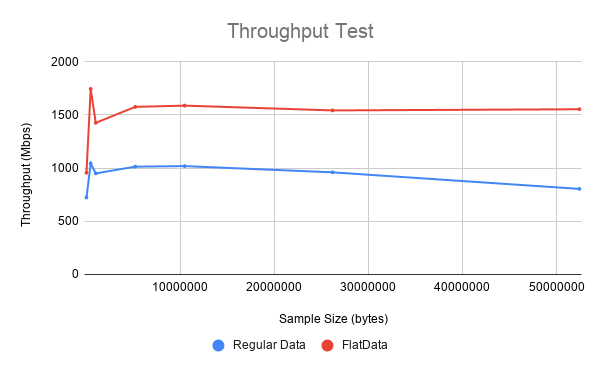 Throughput Test
Throughput (Mbps)
2000
1500
1000
500
0
10000000 20000000 30000000 40000000 50000000
Sample Size (bytes)
Regular Data FlatData